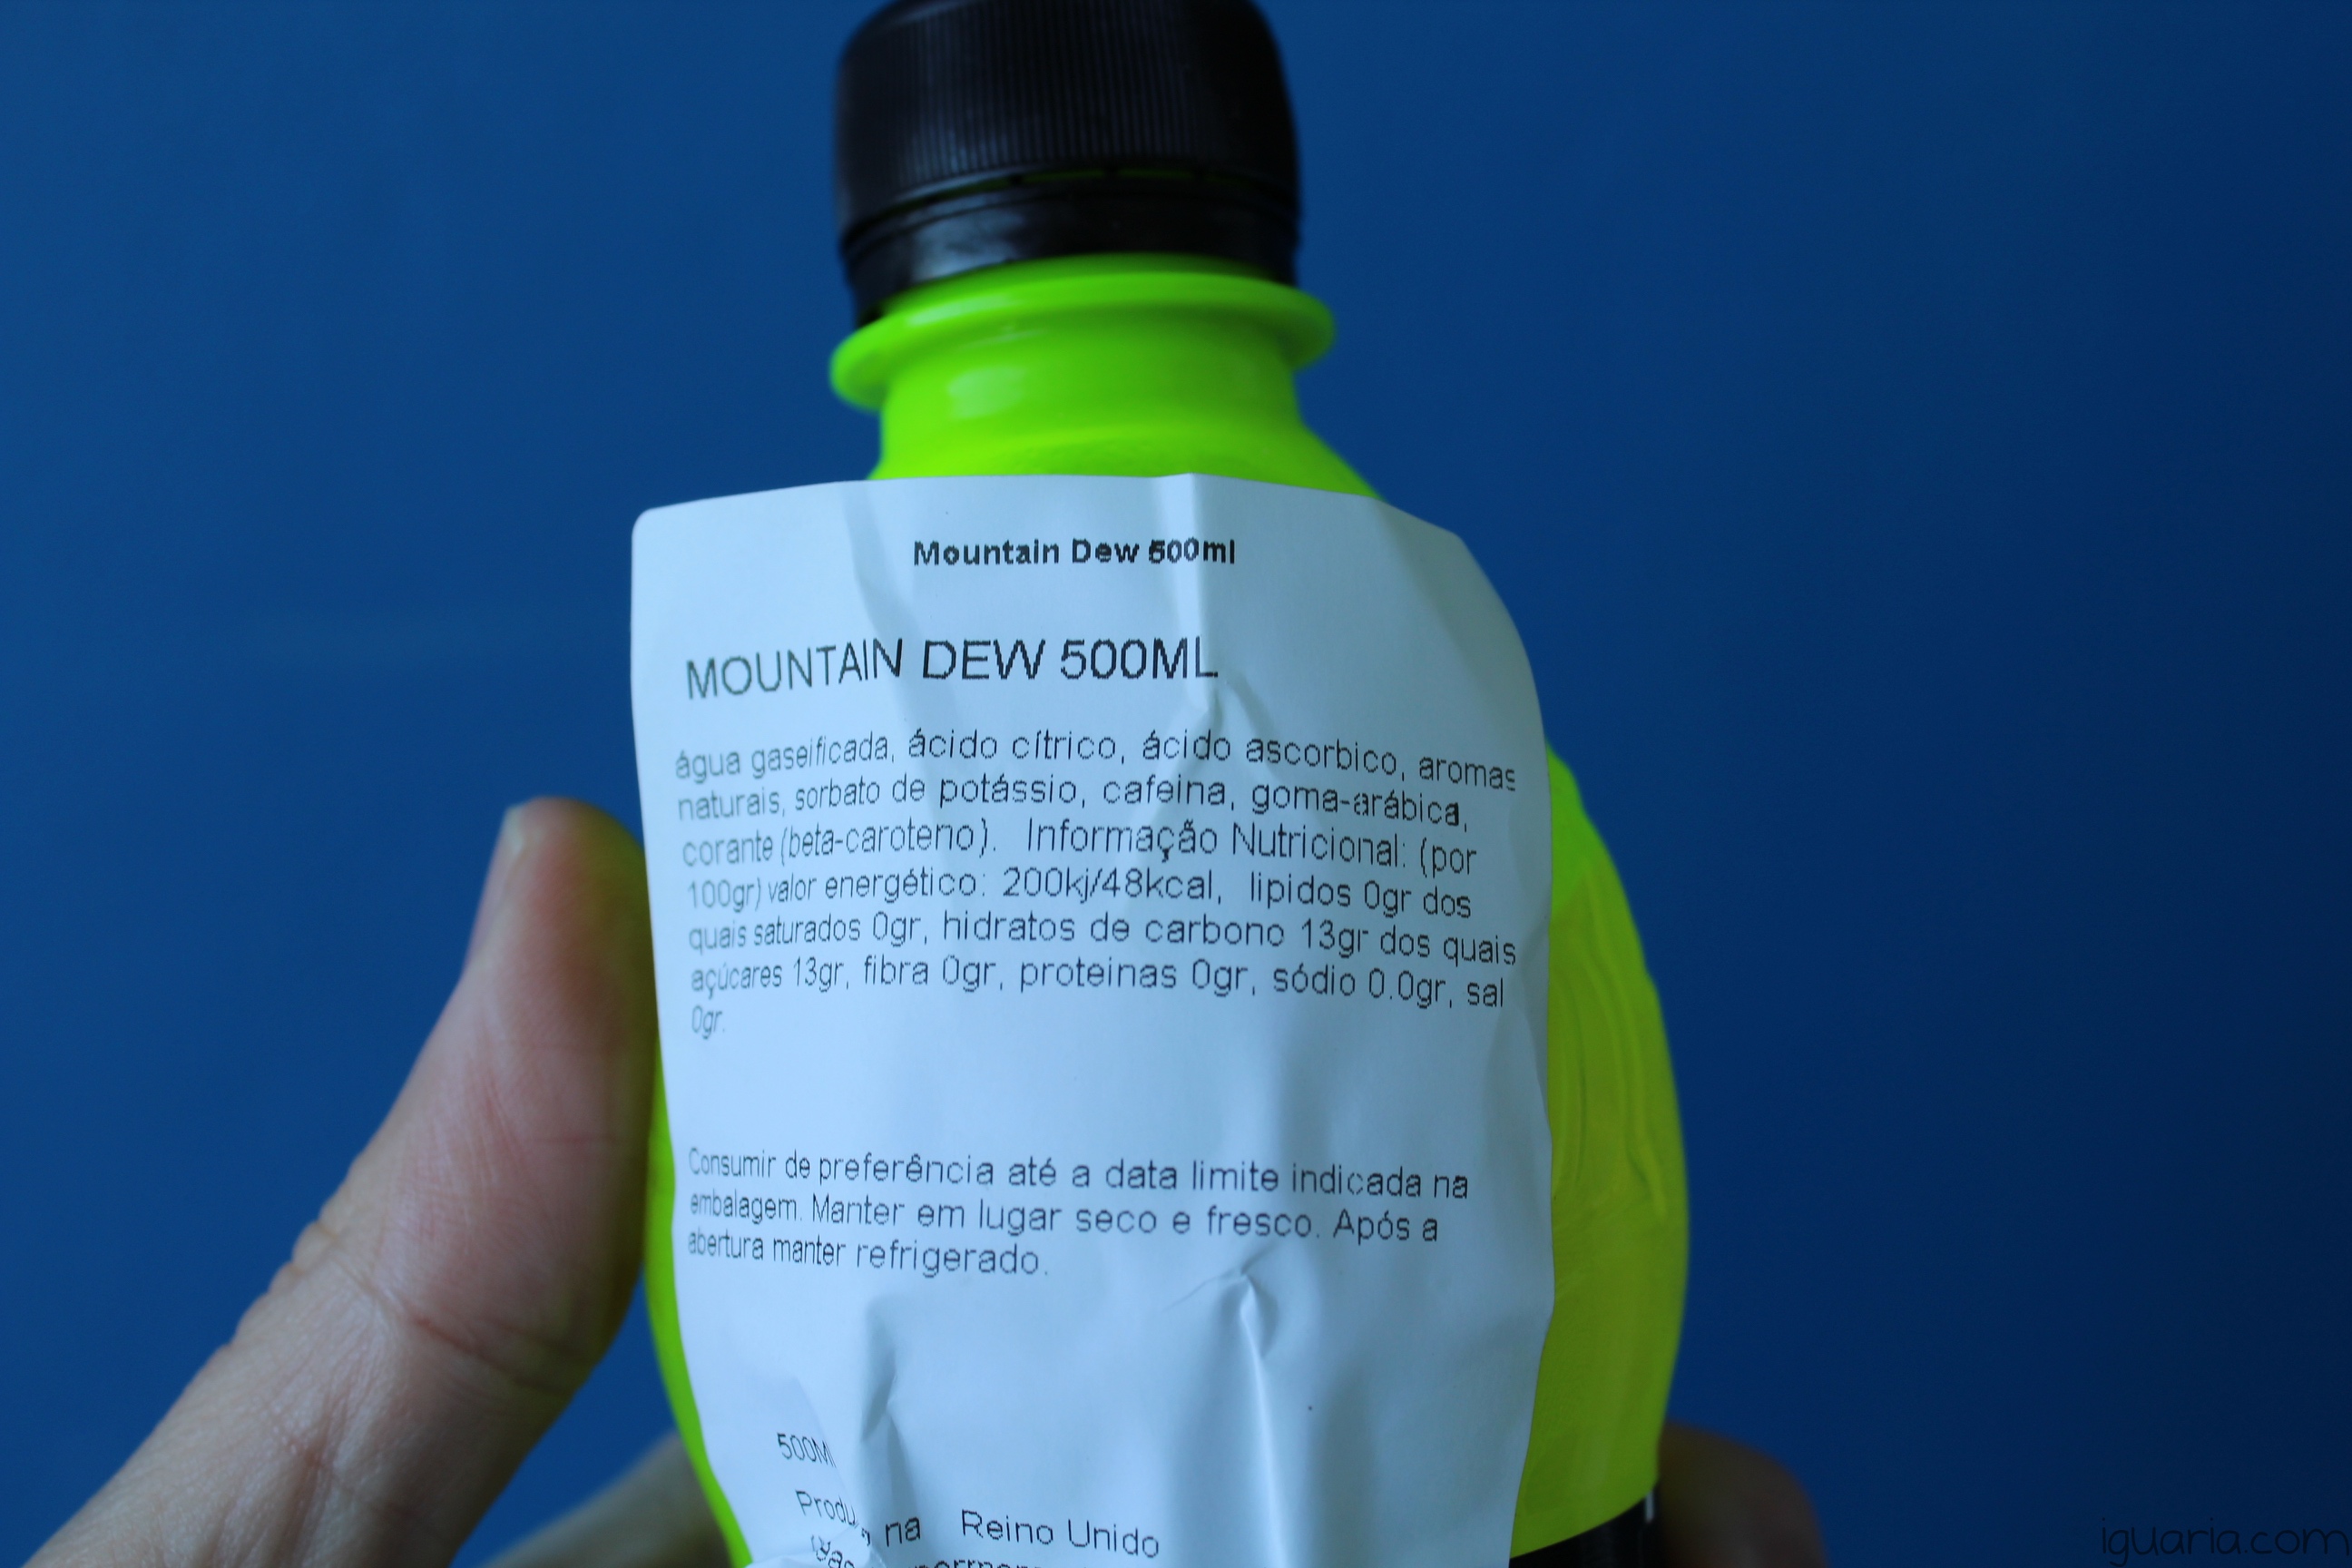 Mountain Dew 500ml
MOUNTAIN DEW 500ML
água gaseificada, ácido cítrico, ácido ascorbico, aromas
naturais, sorbato de potássio, cafeina, goma-arábica,
corante (beta-caroteno). Informação Nutricional: (por
100gr) valor energético: 200kj/48kcal, lipidos 0gr dos
quais saturados 0gr, hidratos de carbono 13gr dos quais
açúcares 13gr, fibra 0gr, proteinas 0gr, sódio 0.0gr, sal
0gr.
Consumir de preferência até a data limite indicada na
embalagem. Manter em lugar seco e fresco. Após a
abertura manter refrigerado.
500M
Produ na Reino Unido
iguaria.com